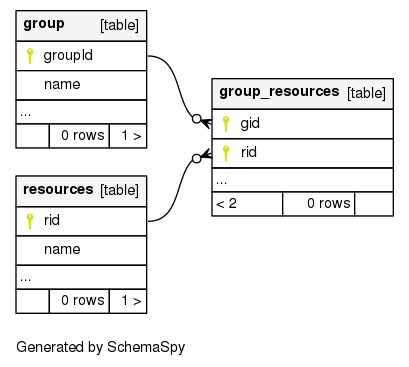 group [table]
groupId
name
...
0 rows 1 >
group_resources [table]
gid
rid
...
< 2 0 rows
resources [table]
rid
name
...
0 rows 1 >
Generated by SchemaSpy